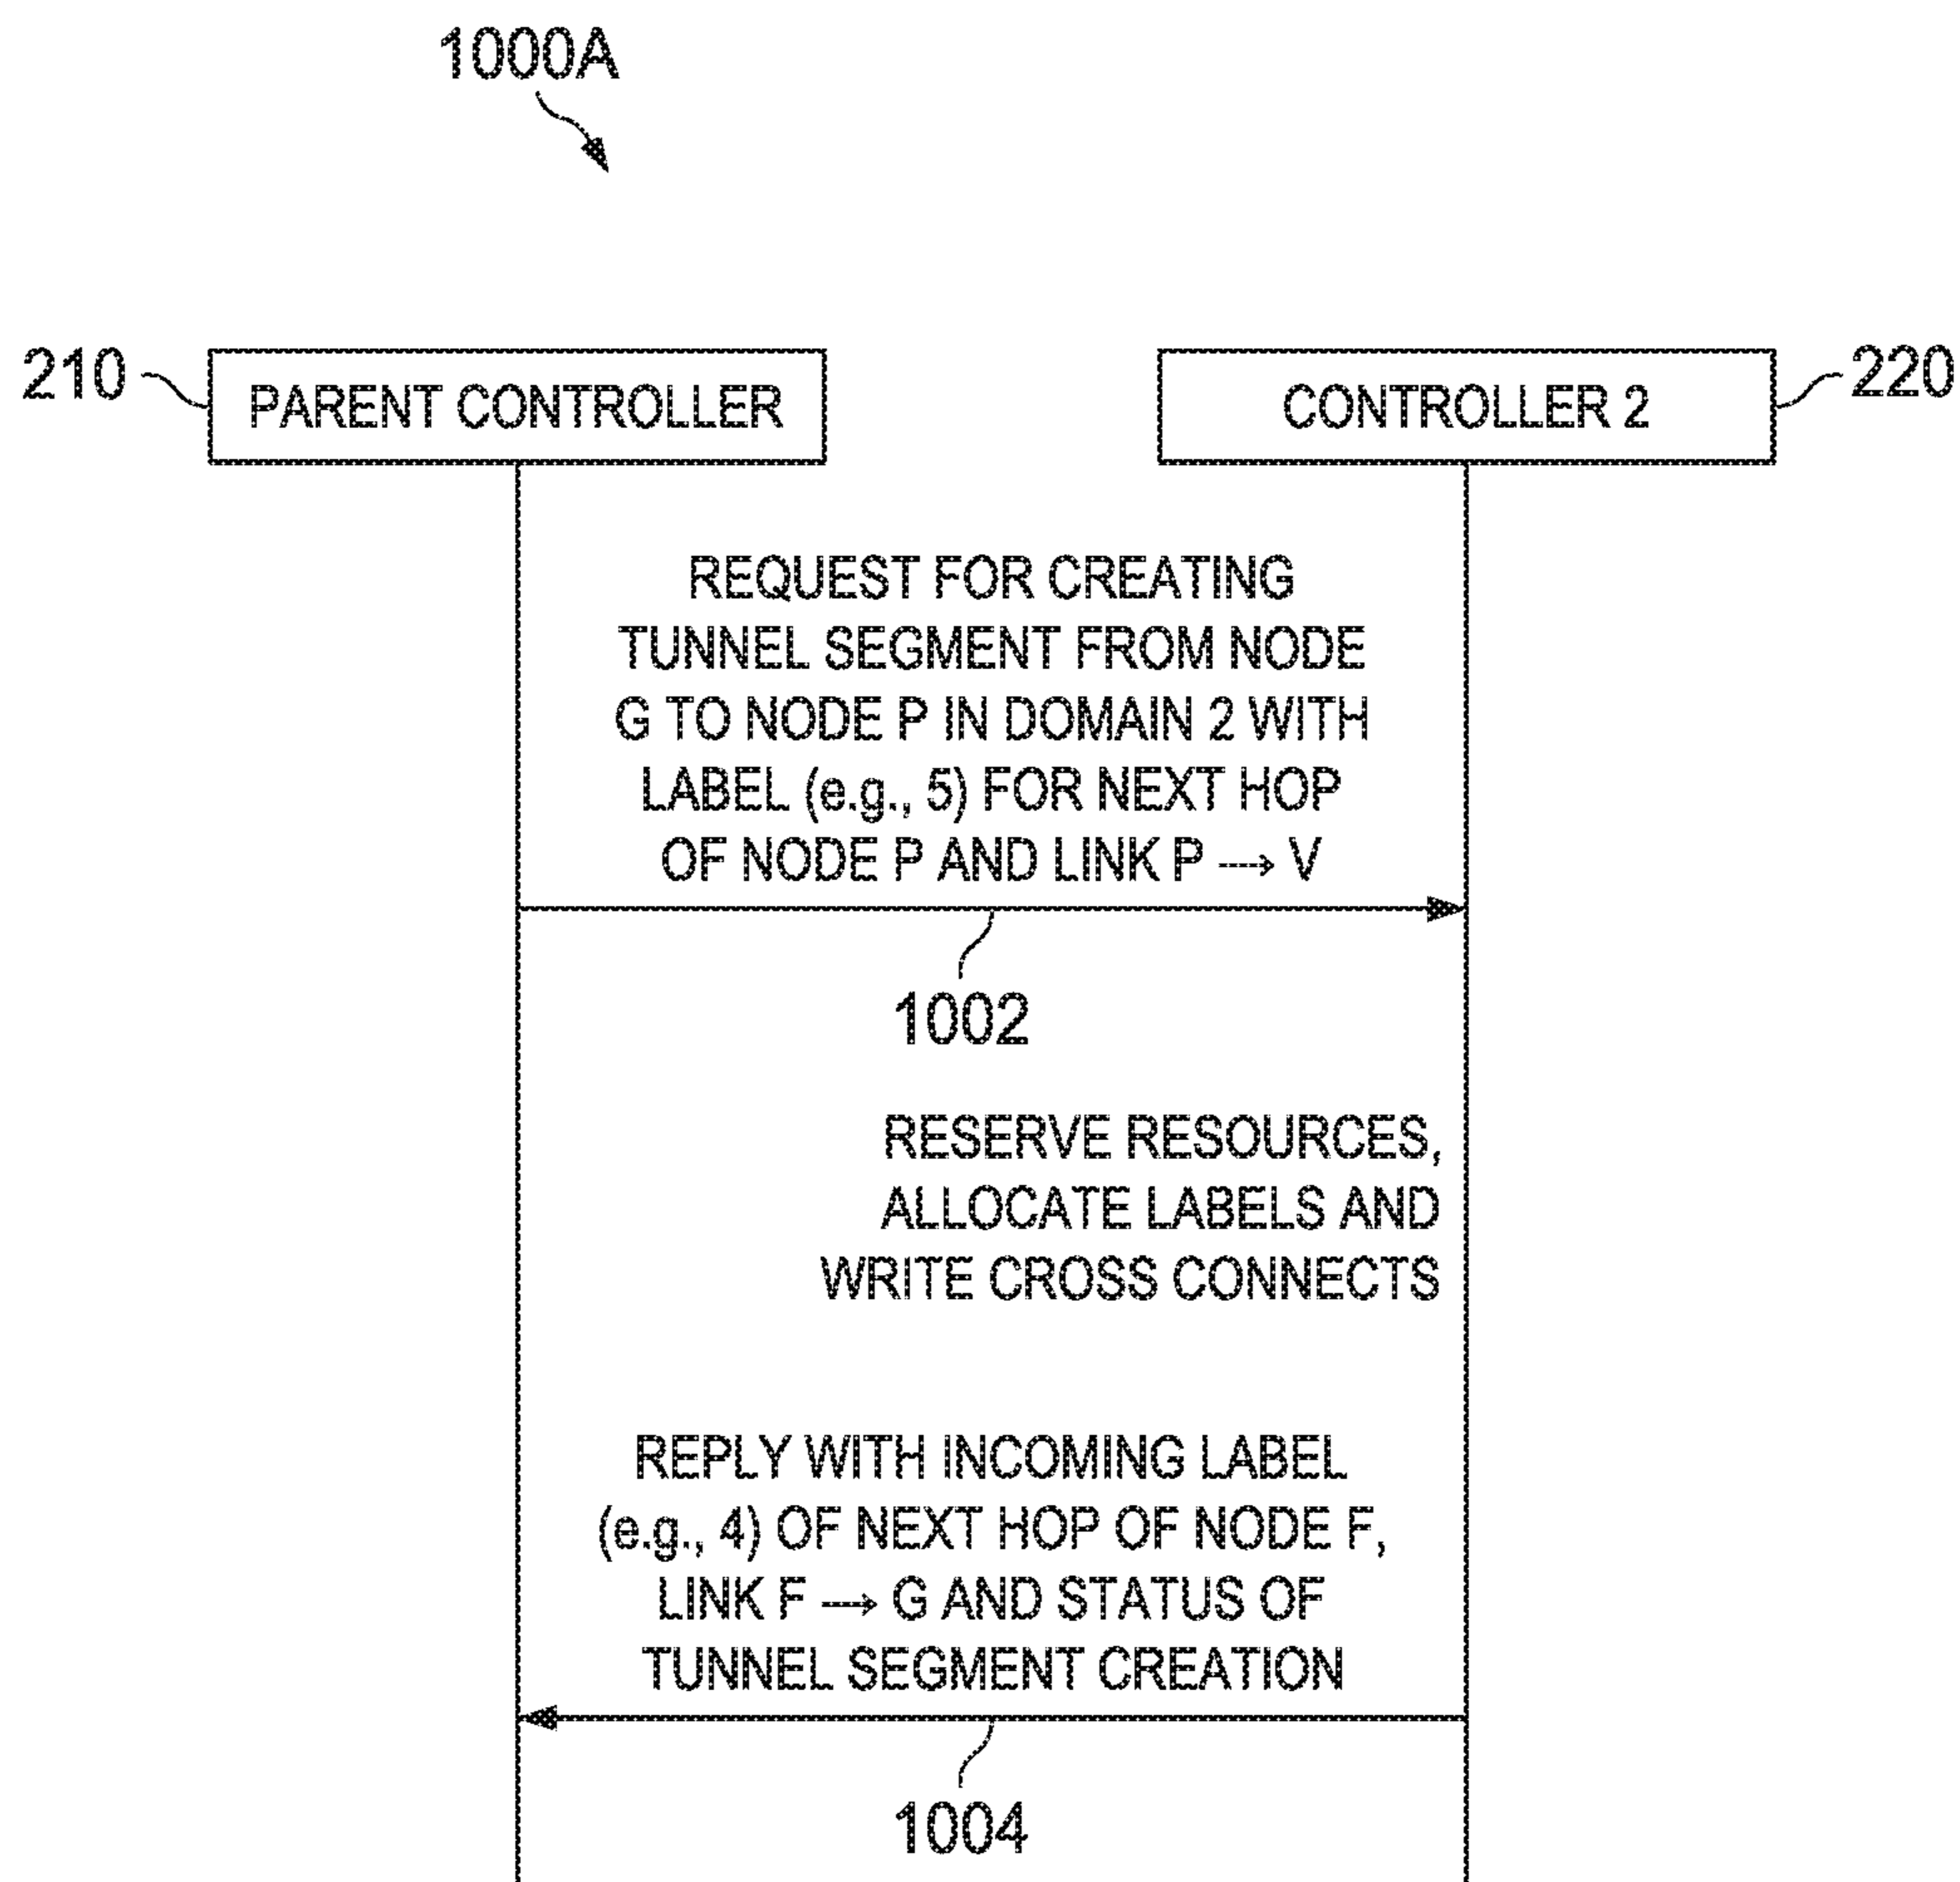 1000A
210
PARENT CONTROLLER
CONTROLLER 2
220
REQUEST FOR CREATING
TUNNEL SEGMENT FROM NODE
G TO NODE P IN DOMAIN 2 WITH
LABEL (e.g., 5) FOR NEXT HOP
OF NODE P AND LINK P → V
1002
RESERVE RESOURCES,
ALLOCATE LABELS AND
WRITE CROSS CONNECTS
REPLY WITH INCOMING LABEL
(e.g., 4) OF NEXT HOP OF NODE F,
LINK F → G AND STATUS OF
TUNNEL SEGMENT CREATION
1004